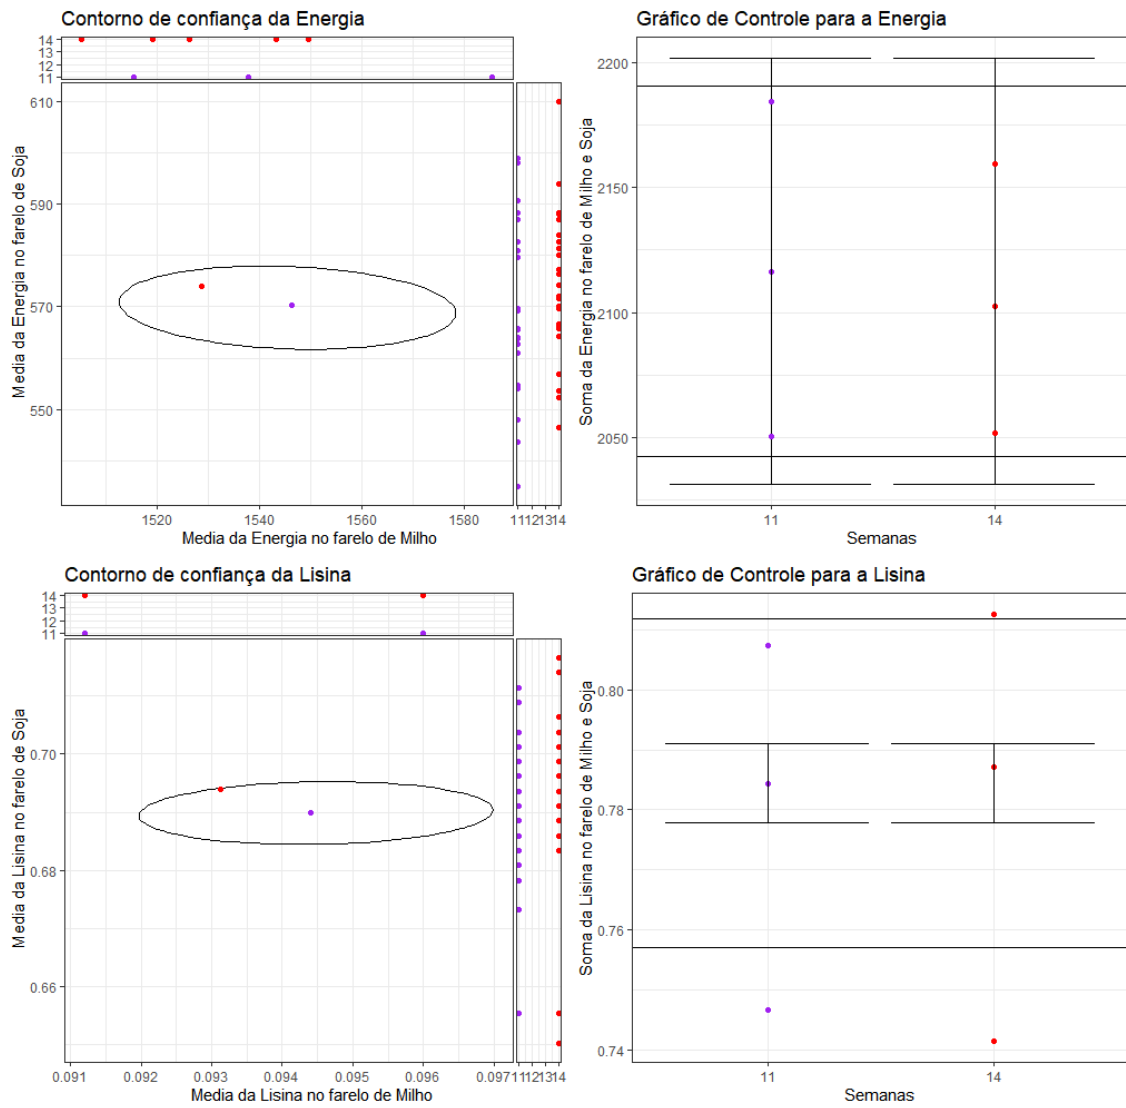 Contorno de confiança da Energia
14
13
12
11
Media da Energia no farelo de Soja
610
590
570
550
1520 1540 1560 1580
11121314
Media da Energia no farelo de Milho
Gráfico de Controle para a Energia
Soma da Energia no farelo de Milho e Soja
2200
2150
2100
2050
11 14
Semanas
Contorno de confiança da Lisina
14
13
12
11
Media da Lisina no farelo de Soja
0.70
0.68
0.66
0.091 0.092 0.093 0.094 0.095 0.096 0.097
11121314
Media da Lisina no farelo de Milho
Gráfico de Controle para a Lisina
Soma da Lisina no farelo de Milho e Soja
0.80
0.78
0.76
0.74
11 14
Semanas